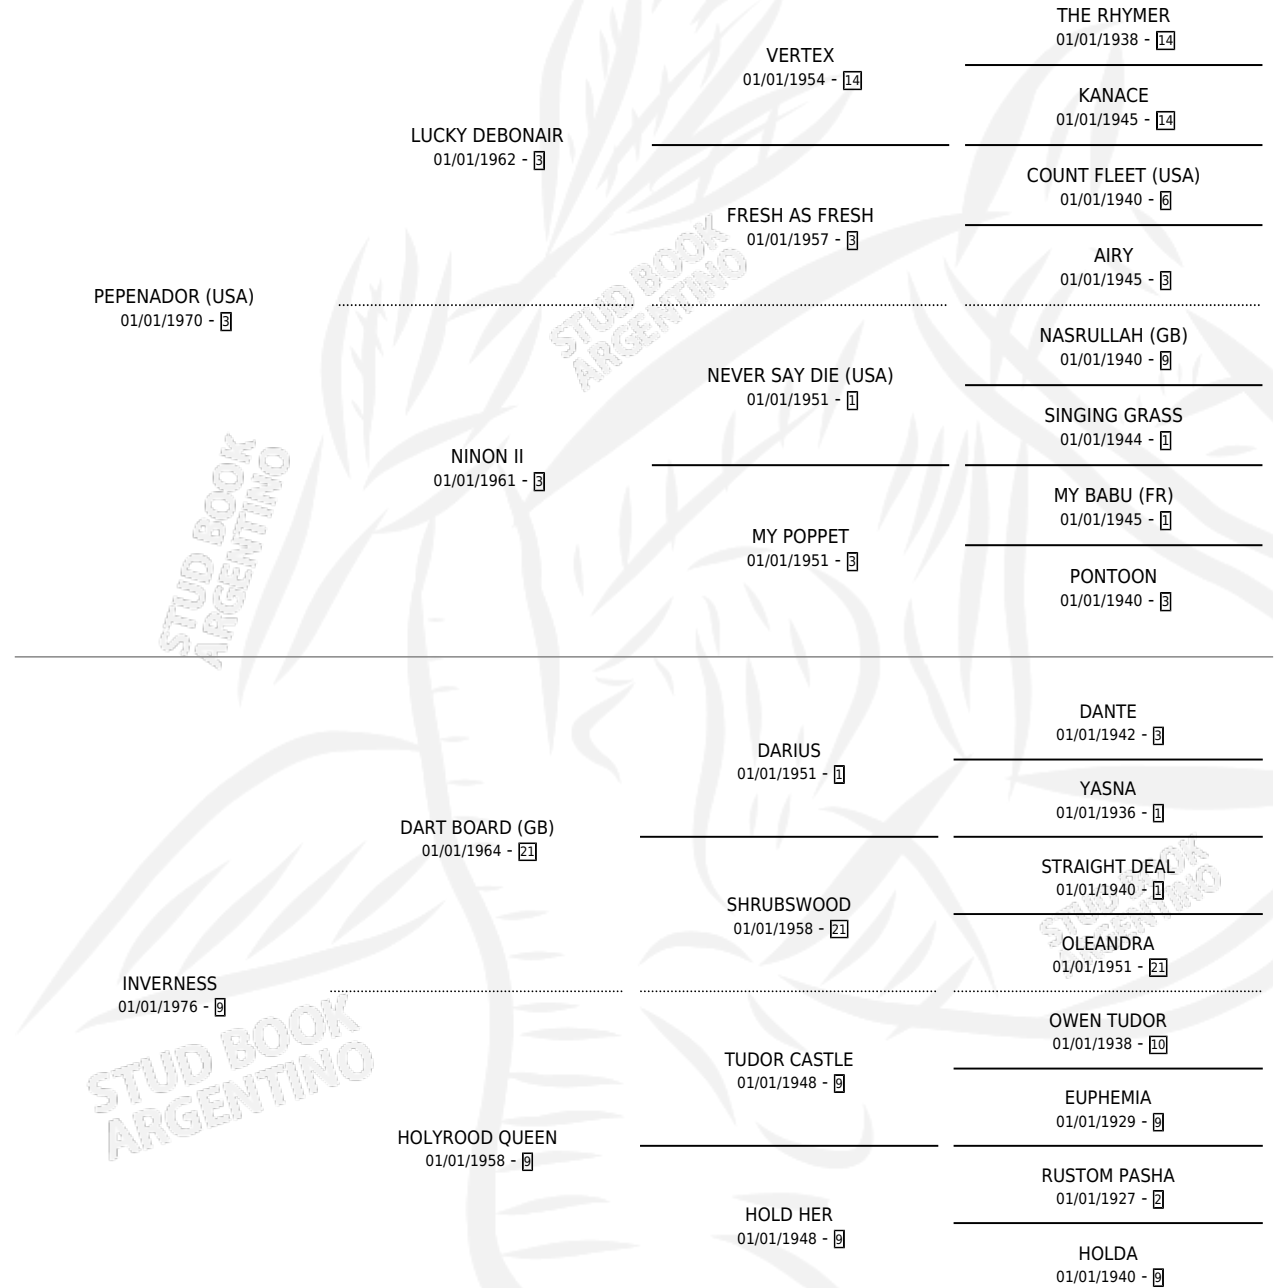 THE RHYMER
01/01/1938 - 14
VERTEX
01/01/1954 - 14
KANACE
01/01/1945 - 14
LUCKY DEBONAIR
01/01/1962 - 3
COUNT FLEET (USA)
01/01/1940 - 6
FRESH AS FRESH
01/01/1957 - 3
AIRY
01/01/1945 - 3
PEPENADOR (USA)
01/01/1970 - 3
STUD BOOK
ARGENTINO
NASRULLAH (GB)
01/01/1940 - 9
NEVER SAY DIE (USA)
01/01/1951 - 1
SINGING GRASS
01/01/1944 - 1
NINON II
01/01/1961 - 3
MY BABU (FR)
01/01/1945 - 1
MY POPPET
01/01/1951 - 3
PONTOON
01/01/1940 - 3
STUD BOOK
ARGENTINO
DANTE
01/01/1942 - 3
DARIUS
01/01/1951 - 1
YASNA
01/01/1936 - 1
DART BOARD (GB)
01/01/1964 - 21
STRAIGHT DEAL
01/01/1940 - 1
STUD BOOK
ARGENTINO
SHRUBSWOOD
01/01/1958 - 21
OLEANDRA
01/01/1951 - 21
INVERNESS
01/01/1976 - 9
STUD BOOK
ARGENTINO
OWEN TUDOR
01/01/1938 - 10
TUDOR CASTLE
01/01/1948 - 9
EUPHEMIA
01/01/1929 - 9
HOLYROOD QUEEN
01/01/1958 - 9
RUSTOM PASHA
01/01/1927 - 2
HOLD HER
01/01/1948 - 9
HOLDA
01/01/1940 - 9